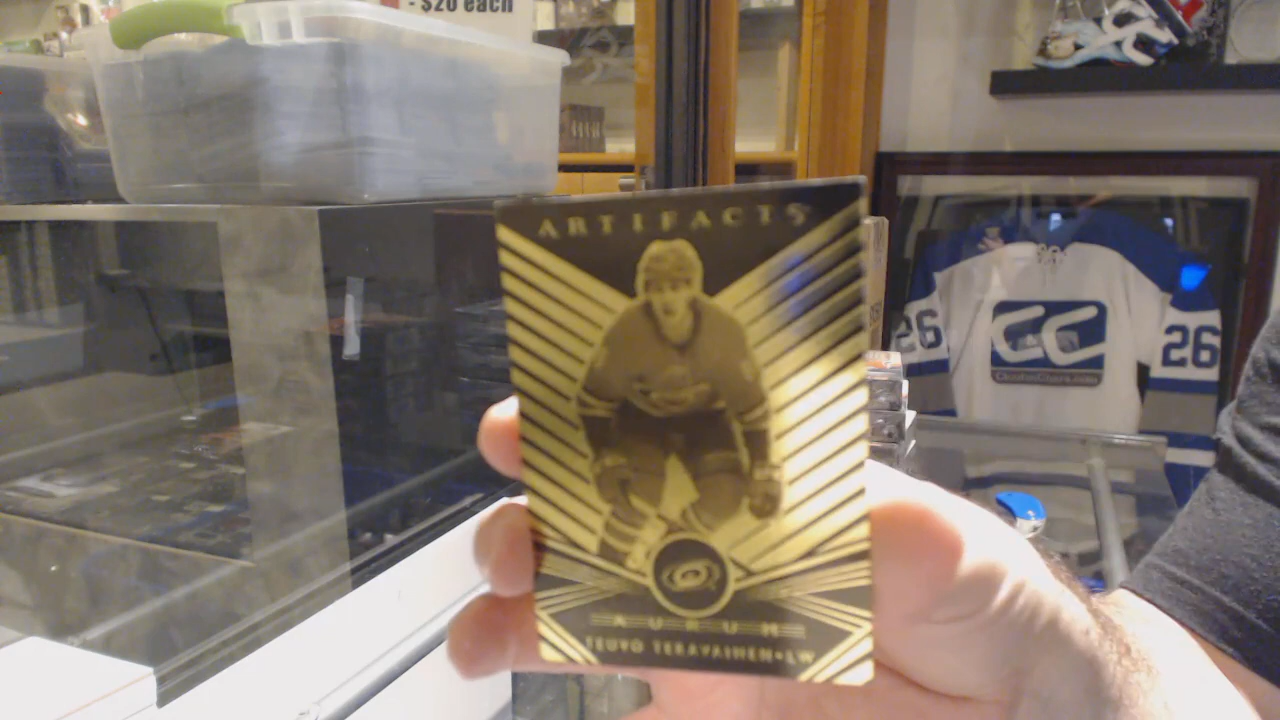 - $20 each
ARTIFACTS
26
CC
26
AURUM
TEUVO TERAVAINEN • LW